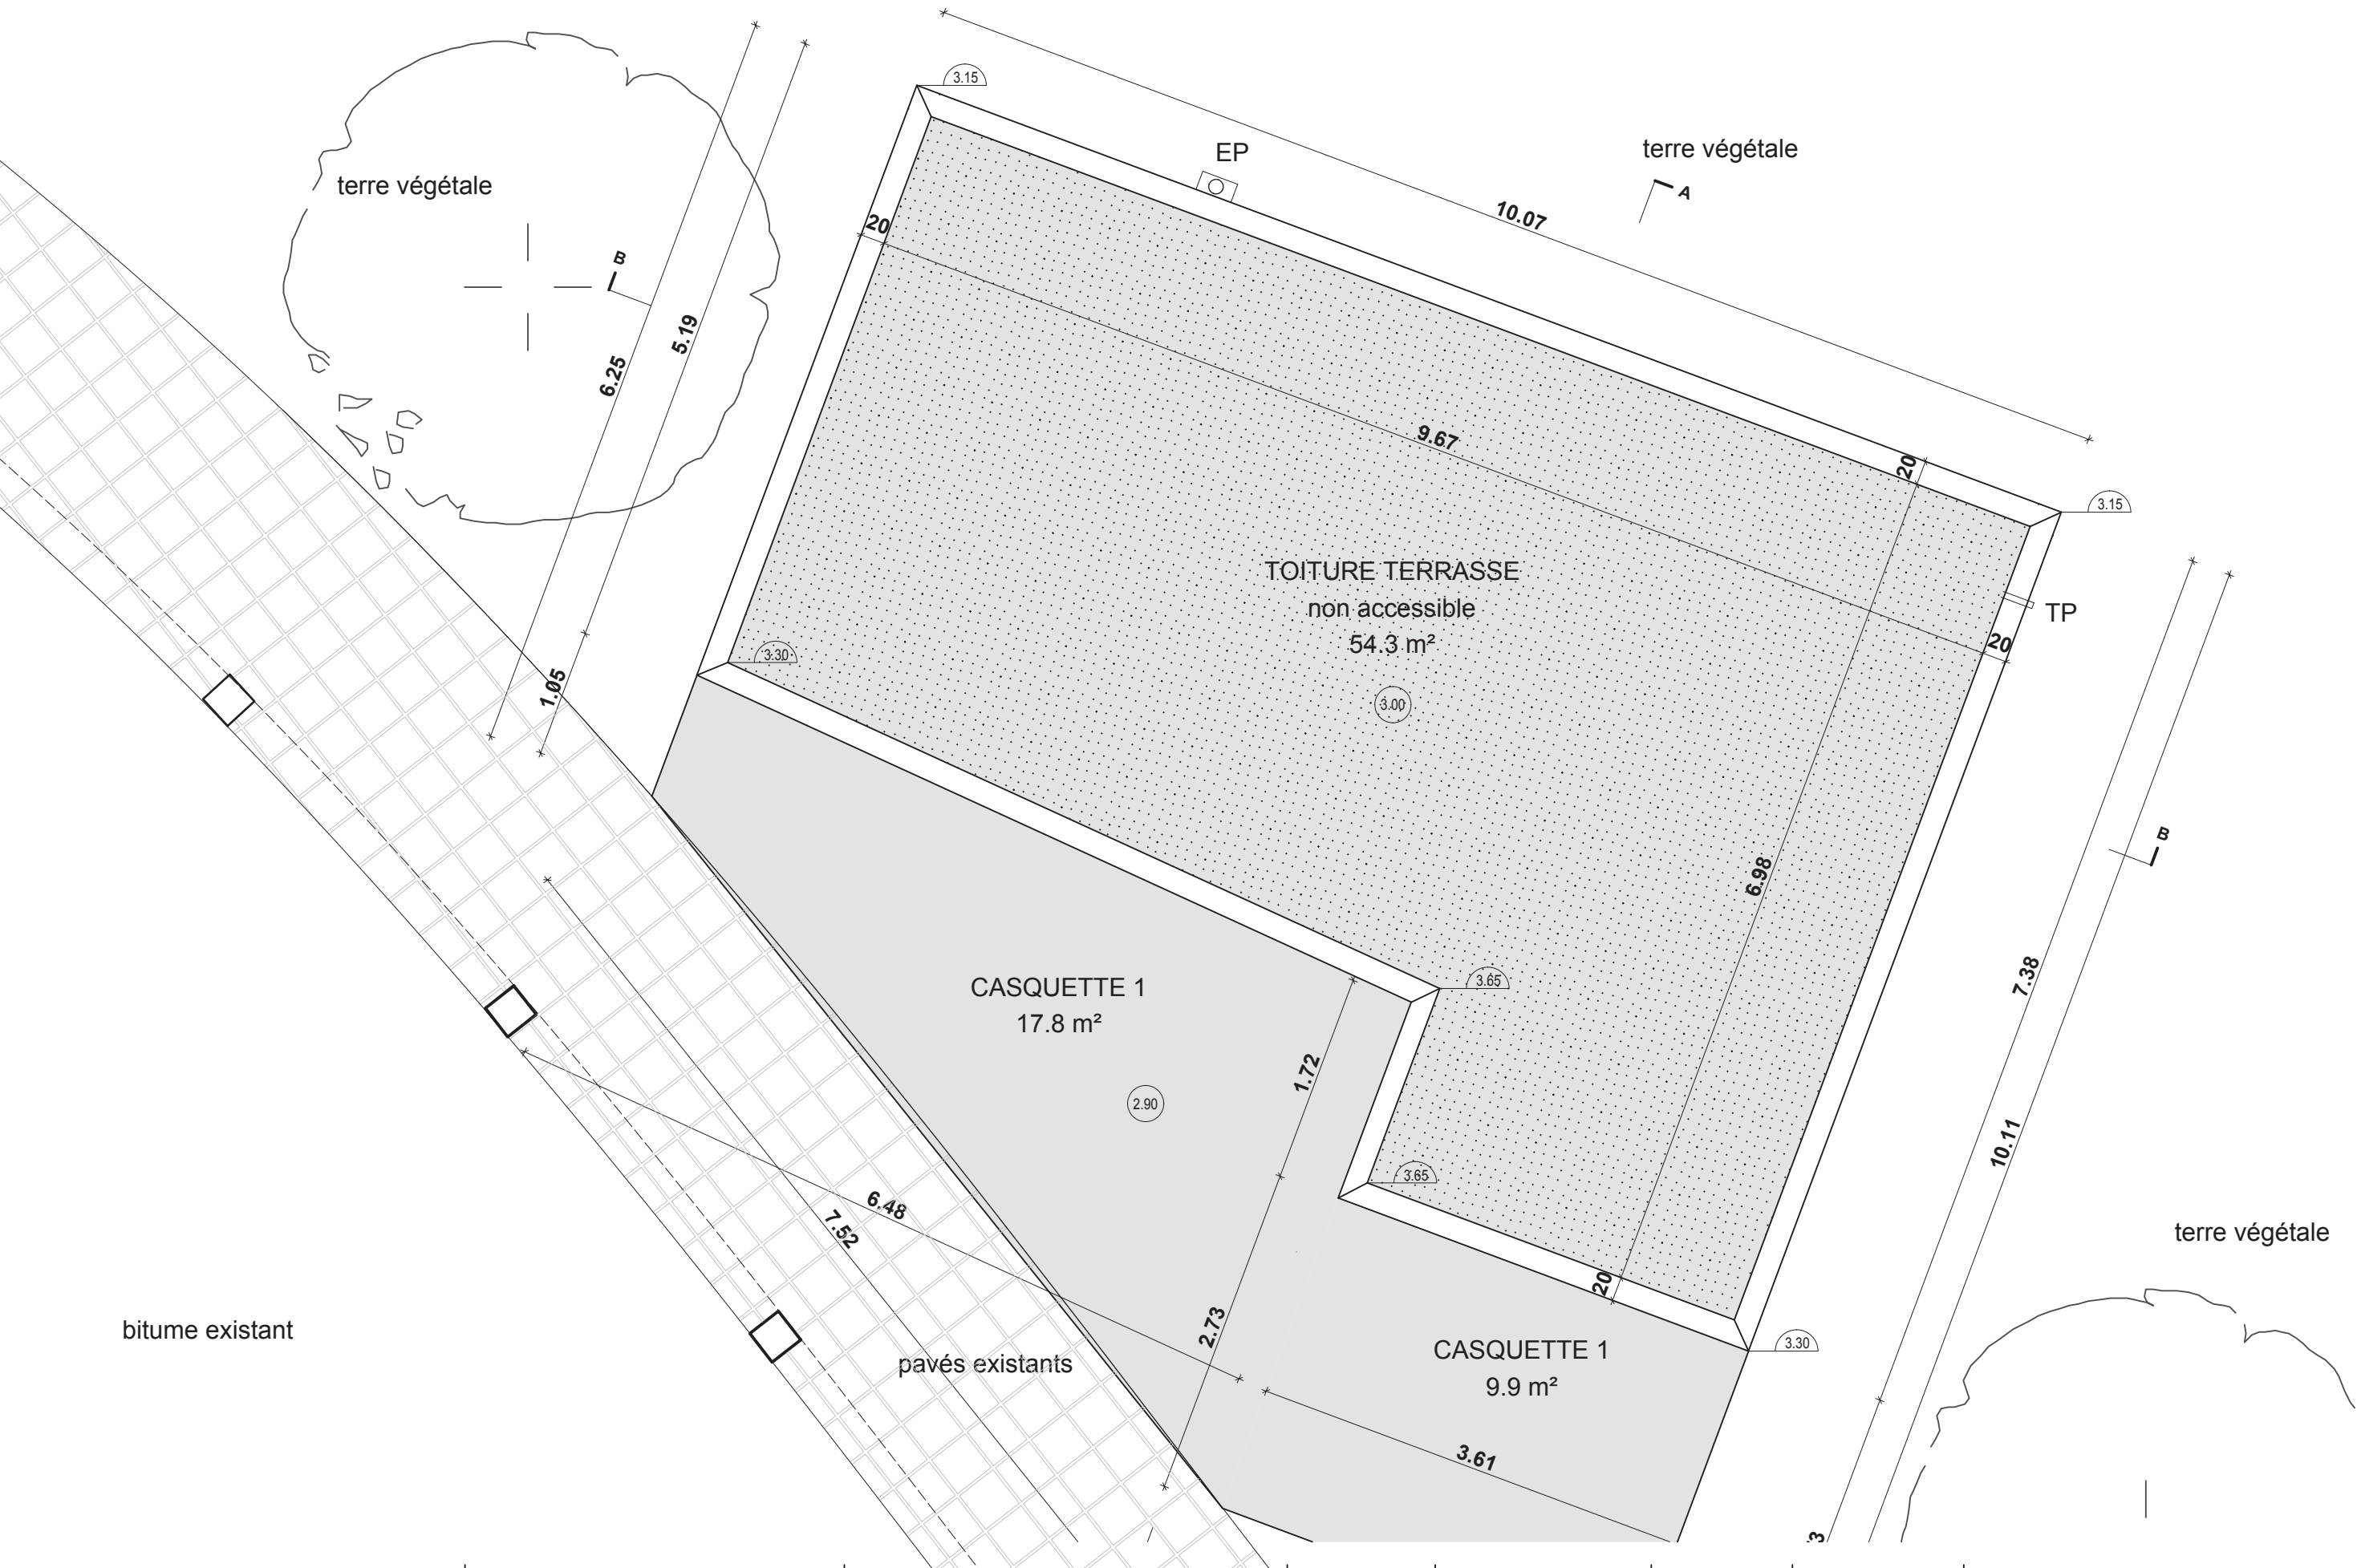 3.15
EP
terre végétale
A
terre végétale
10.07
20
B
5.19
6.25
9.67
20
3.15
TOITURE TERRASSE
non accessible
54.3 m²
TP
20
3.30
1.05
3.00
B
6.98
7.38
CASQUETTE 1
17.8 m²
3.65
1.72
2.90
10.11
3.65
6.48
7.52
terre végétale
20
2.73
bitume existant
pavés existants
CASQUETTE 1
9.9 m²
3.30
3.61
3